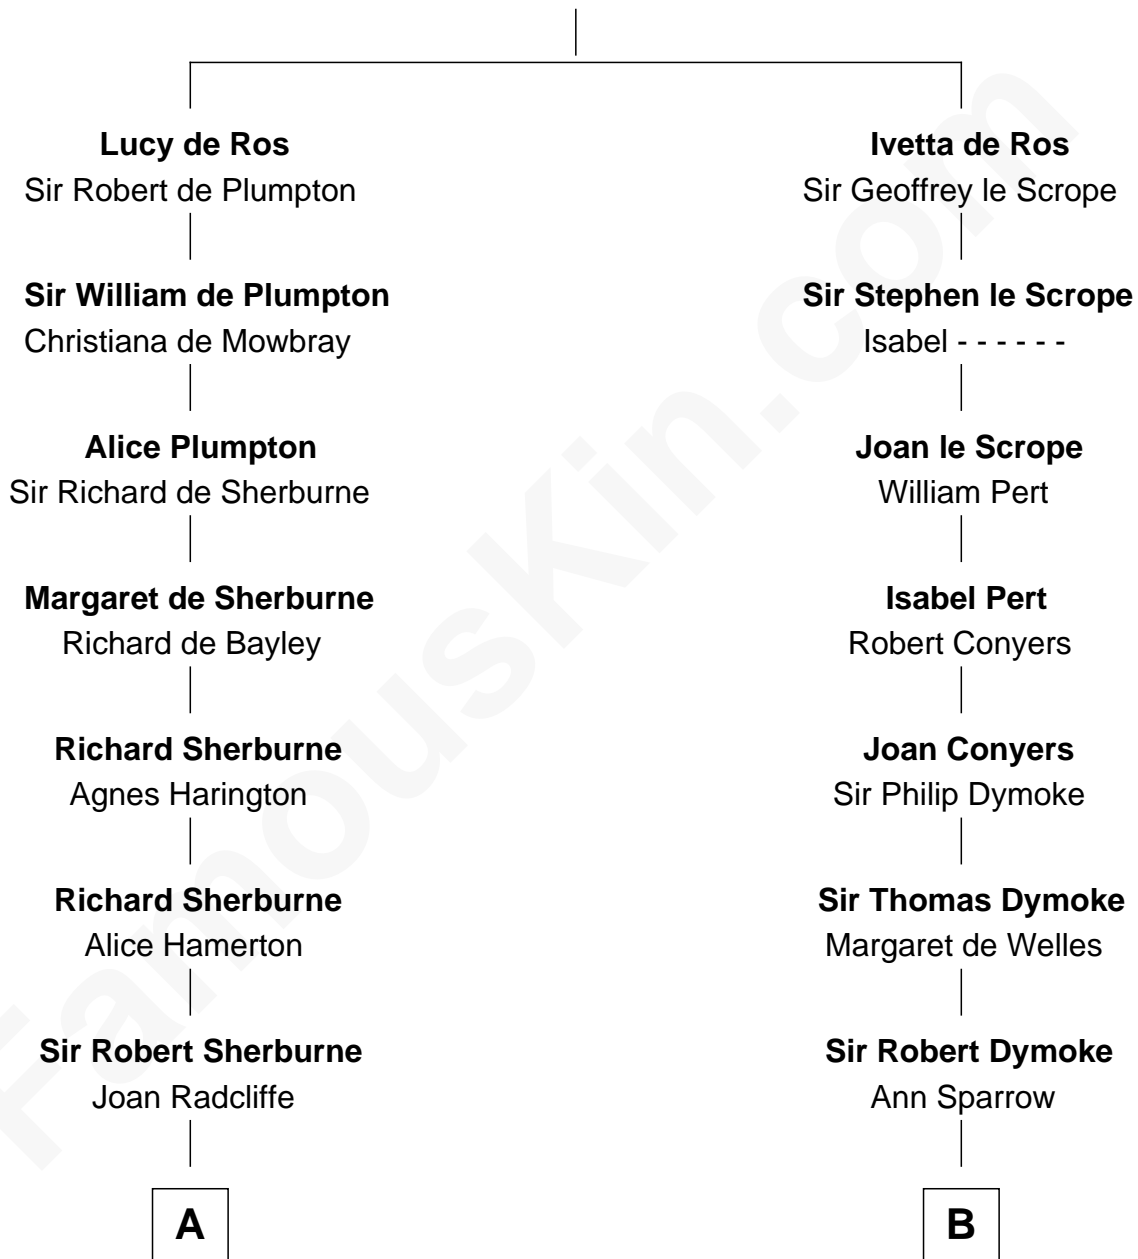 Lucy de Ros
Sir Robert de Plumpton
Ivetta de Ros
Sir Geoffrey le Scrope
Sir William de Plumpton
Christiana de Mowbray
Sir Stephen le Scrope
Isabel - - - - - -
Alice Plumpton
Sir Richard de Sherburne
Joan le Scrope
William Pert
Margaret de Sherburne
Richard de Bayley
Isabel Pert
Robert Conyers
Richard Sherburne
Agnes Harington
Joan Conyers
Sir Philip Dymoke
Richard Sherburne
Alice Hamerton
Sir Thomas Dymoke
Margaret de Welles
Sir Robert Sherburne
Joan Radcliffe
Sir Robert Dymoke
Ann Sparrow
A
B
FamousKin.com